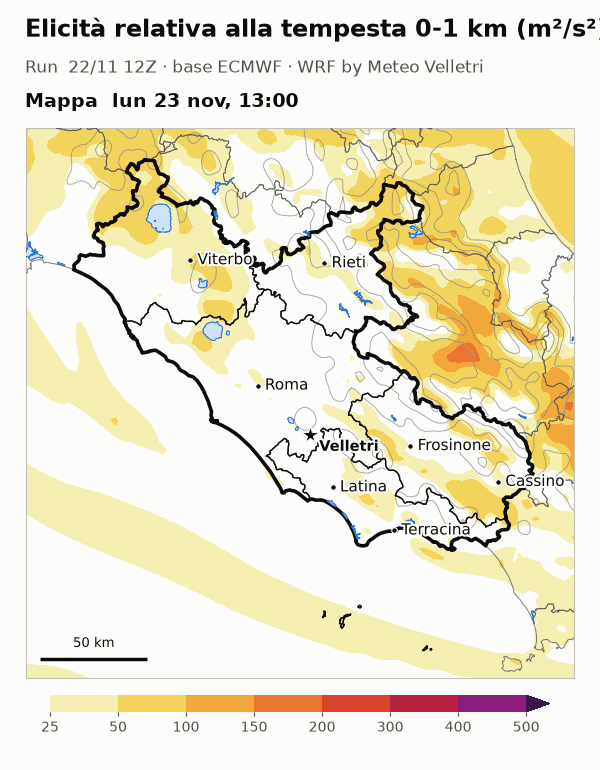 Elicità relativa alla tempesta 0-1 km (m²/s²)
Run 22/11 12Z · base ECMWF · WRF by Meteo Velletri
Mappa lun 23 nov, 13:00
Viterbo
Rieti
Roma
Velletri
Frosinone
Cassino
Latina
Terracina
50 km
25 50 100 150 200 300 400 500